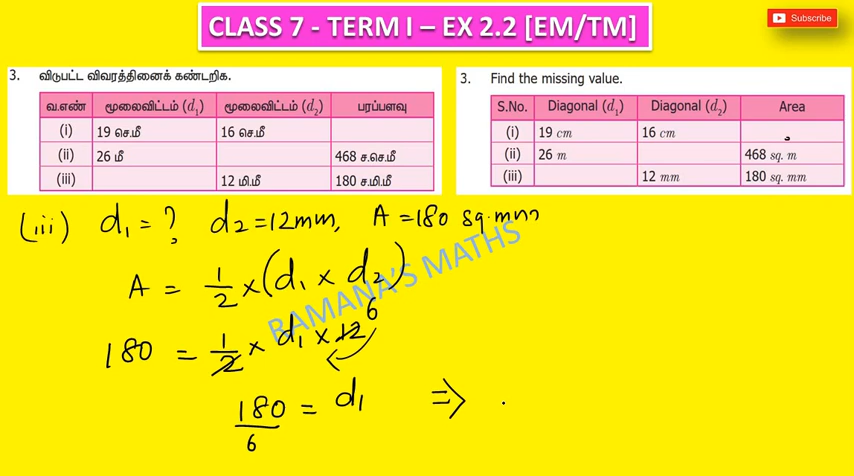 CLASS 7 - TERM I – EX 2.2 [EM/TM]
Subscribe
3. விடுபட்ட விவரத்தினைக் கண்டறிக.
வ.எண் மூலைவிட்டம் (d₁) மூலைவிட்டம் (d₂) பரப்பளவு
(i) 19 செ.மீ 16 செ.மீ
(ii) 26 மீ 468 ச.செ.மீ
(iii) 12 மி.மீ 180 ச.மி.மீ
3. Find the missing value.
S.No. Diagonal (d₁) Diagonal (d₂) Area
(i) 19 cm 16 cm
(ii) 26 m 468 sq. m
(iii) 12 mm 180 sq. mm
(iii) d₁ = ? d₂ = 12mm, A = 180 sq.mm
A = 1/2 × (d₁ × d₂)
180 = 1/2 × d₁ × 12 6
180/6 = d₁ ⇒
RAMANA'S MATHS